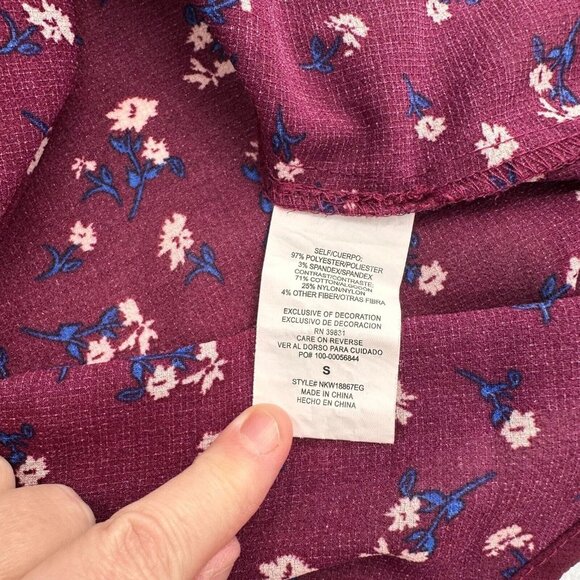 SELF/CUERPO:
97% POLYESTER/POLIESTER
3% SPANDEX/SPANDEX
CONTRAST/CONTRASTE:
71% COTTON/ALGODON
25% NYLON/NYLON
4% OTHER FIBER/OTRAS FIBRA
EXCLUSIVE OF DECORATION
EXCLUSIVO DE DECORACION
RN 39831
CARE ON REVERSE
VER AL DORSO PARA CUIDADO
PO# 100-00056844
S
STYLE# NKW18867EG
MADE IN CHINA
HECHO EN CHINA